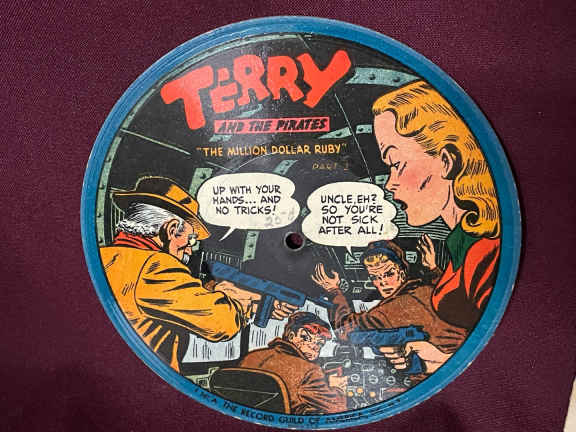 TERRY
AND THE PIRATES
"THE MILLION DOLLAR RUBY"
PART 2
UP WITH YOUR
HANDS... AND
NO TRICKS!
UNCLE, EH?
SO YOU'RE
NOT SICK
AFTER ALL!
THE RECORD GUILD OF AMERICA